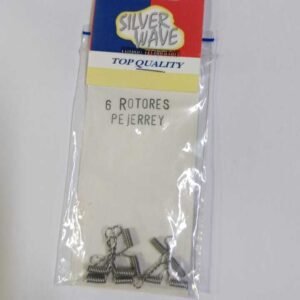 SILVER
WAVE
TOP QUALITY
6 ROTORES
PEJERREY